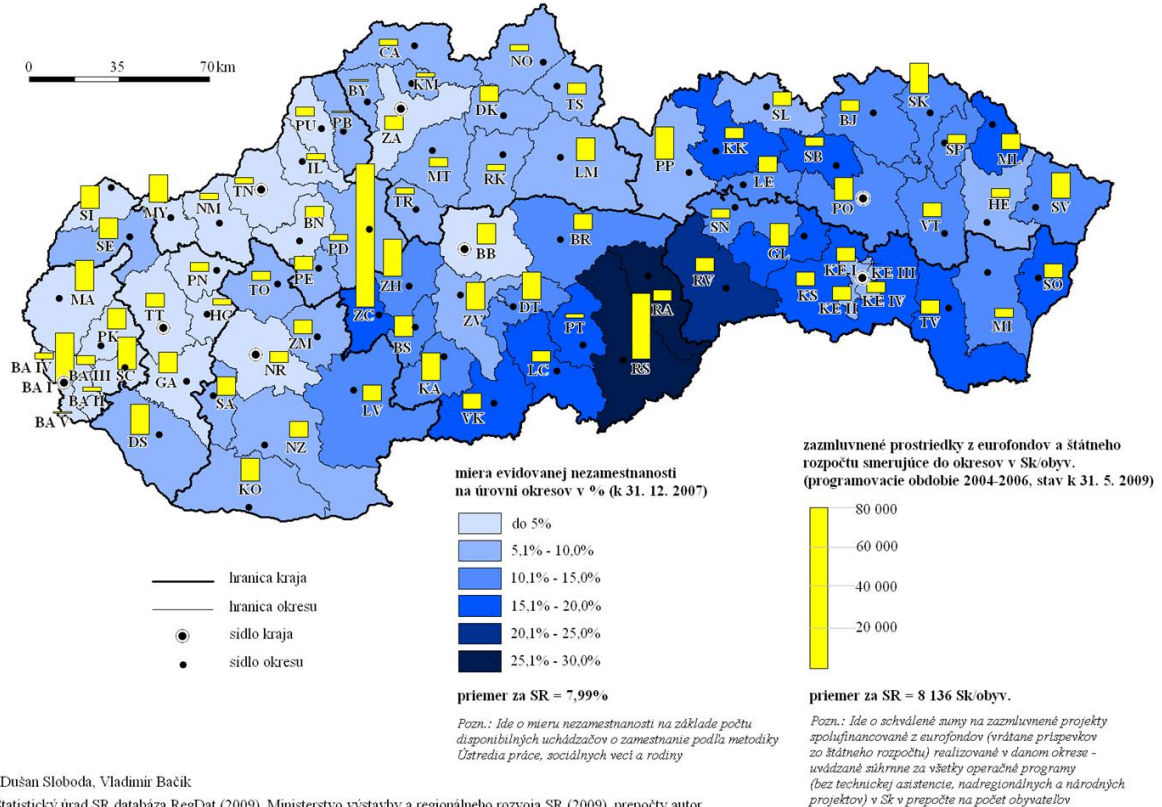 0 35 70 km
CA
NO
BY
KM
TS
DK
PU
PB
ZA
SL
BJ
SK
IL
MT
RK
LM
PP
KK
SB
SP
ML
LE
SI
MY
NM
TN
BN
TR
PO
HE
SV
SE
PD
BB
BR
SN
GL
VT
MA
PN
TO
PE
ZH
RV
KE I
KE III
TT
HC
ZC
ZV
DT
RA
KS
KE II
KE IV
SO
PK
ZM
BS
PT
TV
MI
BA IV
BA III
SC
GA
NR
LC
RS
BA I
BA II
SA
LV
KA
VK
BA V
DS
NZ
KO
hranica kraja
hranica okresu
sídlo kraja
sídlo okresu
miera evidovanej nezamestnanosti
na úrovni okresov v % (k 31. 12. 2007)
do 5%
5,1% - 10,0%
10,1% - 15,0%
15,1% - 20,0%
20,1% - 25,0%
25,1% - 30,0%
priemer za SR = 7,99%
Pozn.: Ide o mieru nezamestnanosti na základe počtu
disponibilných uchádzačov o zamestnanie podľa metodiky
Ústredia práce, sociálnych vecí a rodiny
zazmluvnené prostriedky z eurofondov a štátneho
rozpočtu smerujúce do okresov v Sk/obyv.
(programovacie obdobie 2004-2006, stav k 31. 5. 2009)
80 000
60 000
40 000
20 000
priemer za SR = 8 136 Sk/obyv.
Pozn.: Ide o schválené sumy na zazmluvnené projekty
spolufinancované z eurofondov (vrátane príspevkov
zo štátneho rozpočtu) realizované v danom okrese -
uvádzané súhrnne za všetky operačné programy
(bez technickej asistencie, nadregionálnych a národných
projektov) v Sk v prepočte na počet obyvateľov
Dušan Sloboda, Vladimír Bačík
Štatistický úrad SR databáza RegDat (2009), Ministerstvo výstavby a regionálneho rozvoja SR (2009), prepočty autor